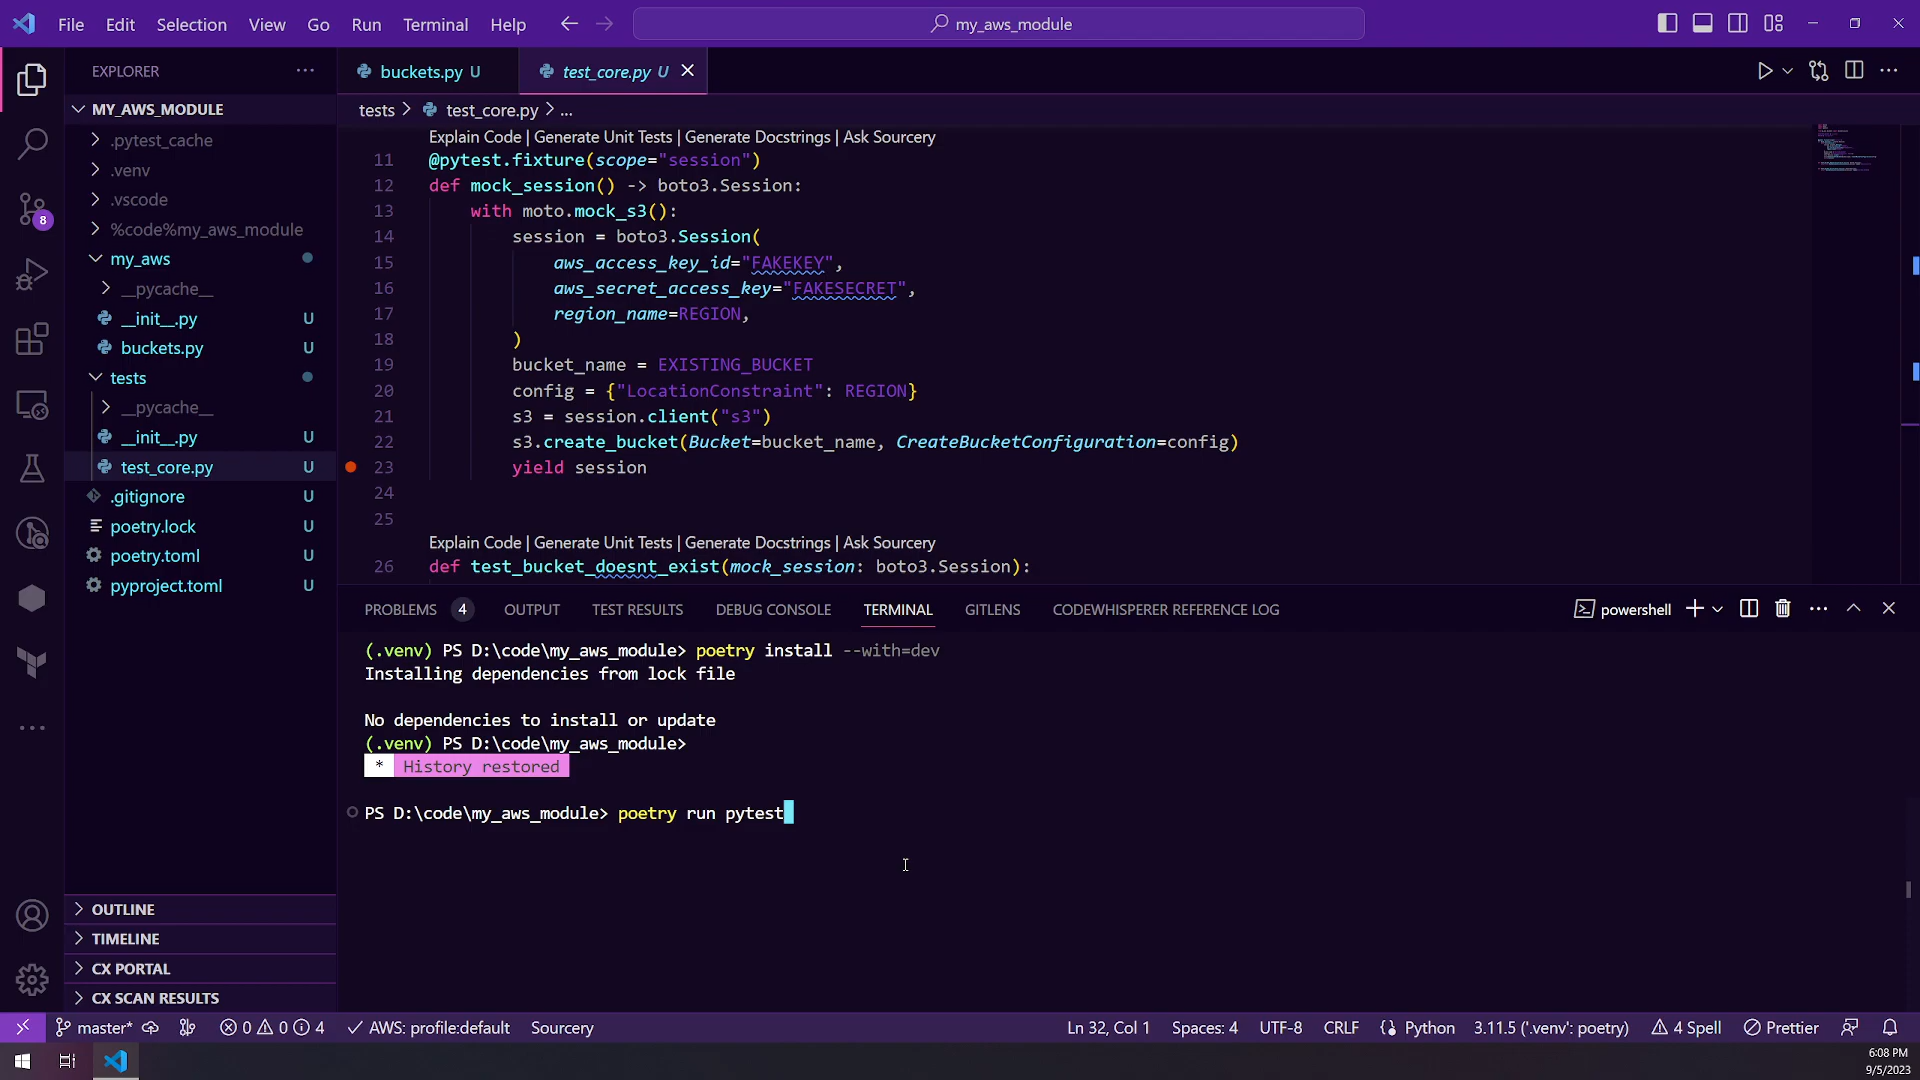 File Edit Selection View Go Run Terminal Help my_aws_module
EXPLORER
MY_AWS_MODULE
.pytest_cache
.venv
.vscode
%code%my_aws_module
my_aws
__pycache__
__init__.py U
buckets.py U
tests
__pycache__
__init__.py U
test_core.py U
.gitignore U
poetry.lock U
poetry.toml U
pyproject.toml U
8
OUTLINE
TIMELINE
CX PORTAL
CX SCAN RESULTS
buckets.py U test_core.py U
tests > test_core.py > ...
Explain Code | Generate Unit Tests | Generate Docstrings | Ask Sourcery
11 @pytest.fixture(scope="session")
12 def mock_session() -> boto3.Session:
13 with moto.mock_s3():
14 session = boto3.Session(
15 aws_access_key_id="FAKEKEY",
16 aws_secret_access_key="FAKESECRET",
17 region_name=REGION,
18 )
19 bucket_name = EXISTING_BUCKET
20 config = {"LocationConstraint": REGION}
21 s3 = session.client("s3")
22 s3.create_bucket(Bucket=bucket_name, CreateBucketConfiguration=config)
23 yield session
24
25
Explain Code | Generate Unit Tests | Generate Docstrings | Ask Sourcery
26 def test_bucket_doesnt_exist(mock_session: boto3.Session):
PROBLEMS 4 OUTPUT TEST RESULTS DEBUG CONSOLE TERMINAL GITLENS CODEWHISPERER REFERENCE LOG powershell
(.venv) PS D:\code\my_aws_module> poetry install --with=dev
Installing dependencies from lock file
No dependencies to install or update
(.venv) PS D:\code\my_aws_module>
* History restored
PS D:\code\my_aws_module> poetry run pytest
master* 0 0 4 AWS: profile:default Sourcery Ln 32, Col 1 Spaces: 4 UTF-8 CRLF Python 3.11.5 ('.venv': poetry) 4 Spell Prettier
6:08 PM
9/5/2023